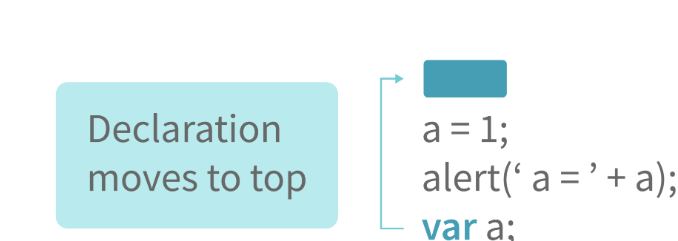 Declaration
moves to top
a = 1;
alert(‘ a = ’ + a);
var a;